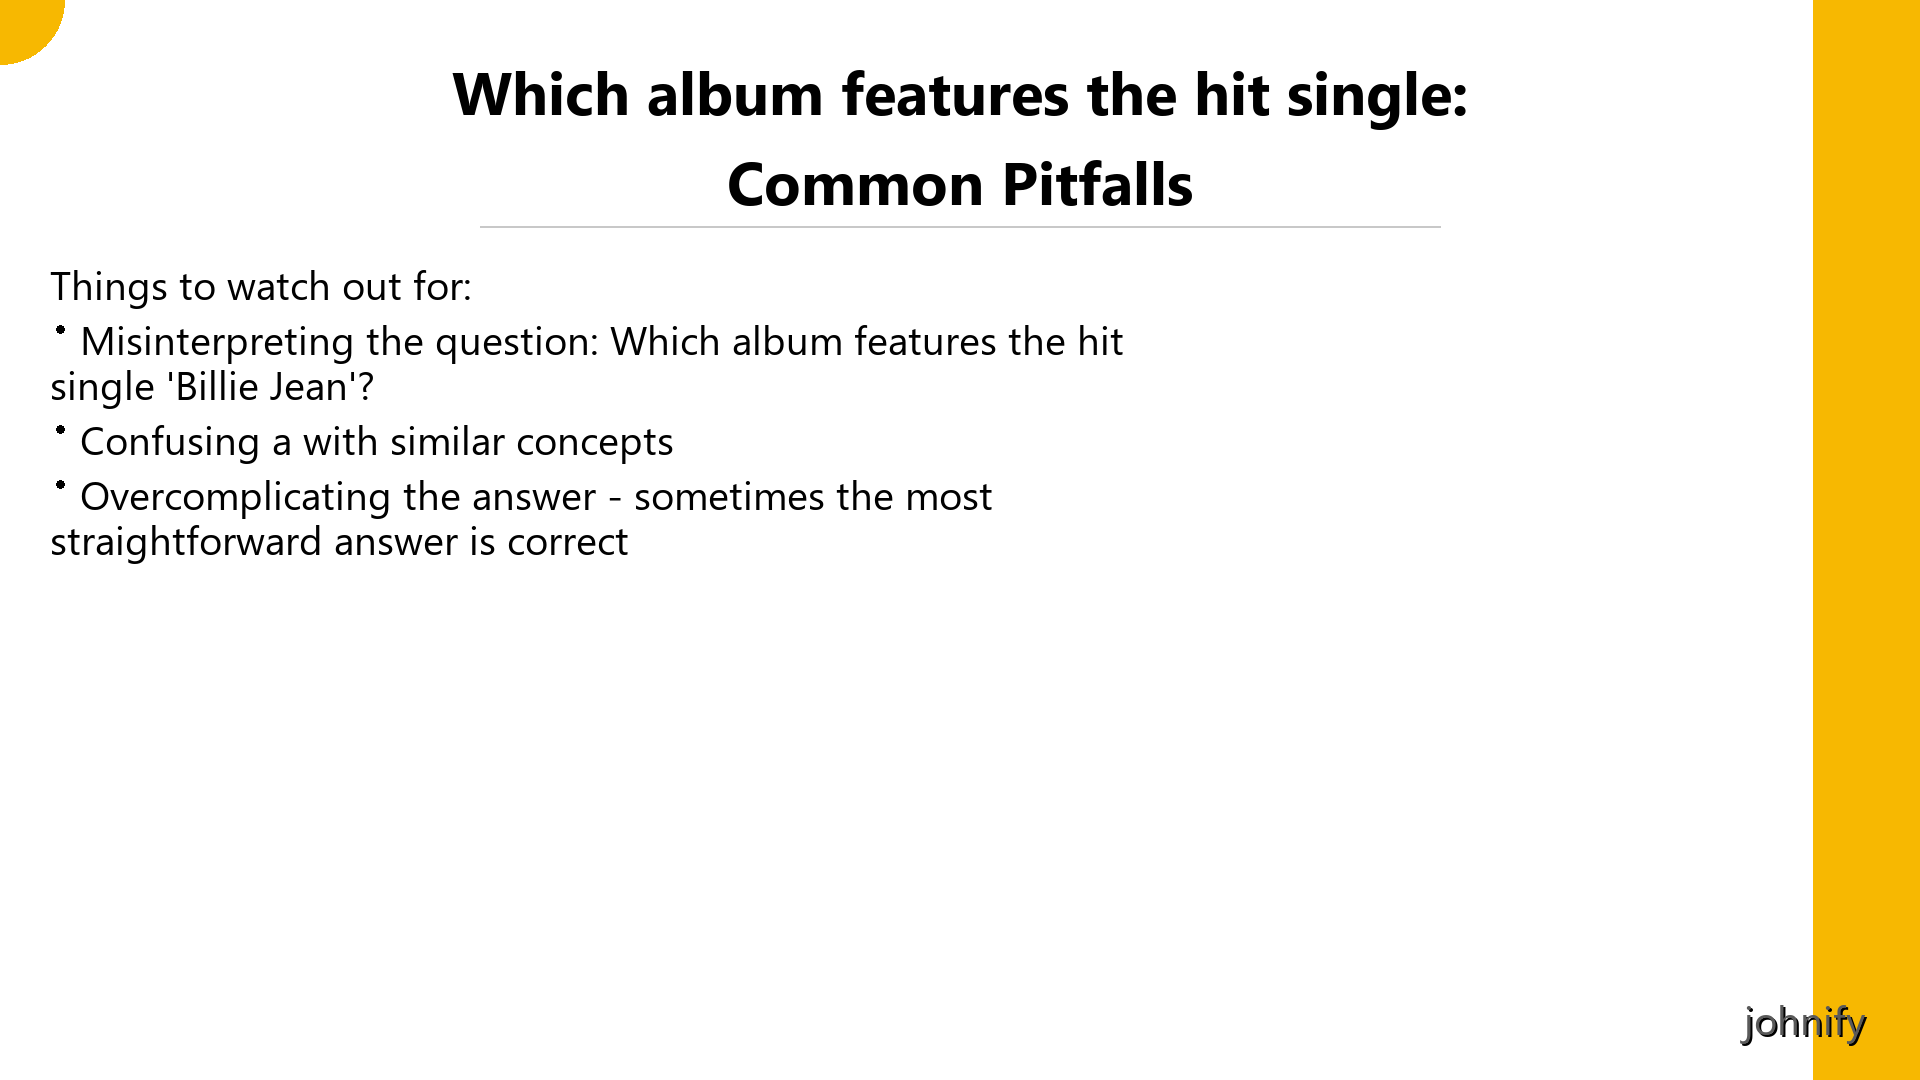 Which album features the hit single:
Common Pitfalls
Things to watch out for:
• Misinterpreting the question: Which album features the hit
single 'Billie Jean'?
• Confusing a with similar concepts
• Overcomplicating the answer - sometimes the most
straightforward answer is correct
johnify